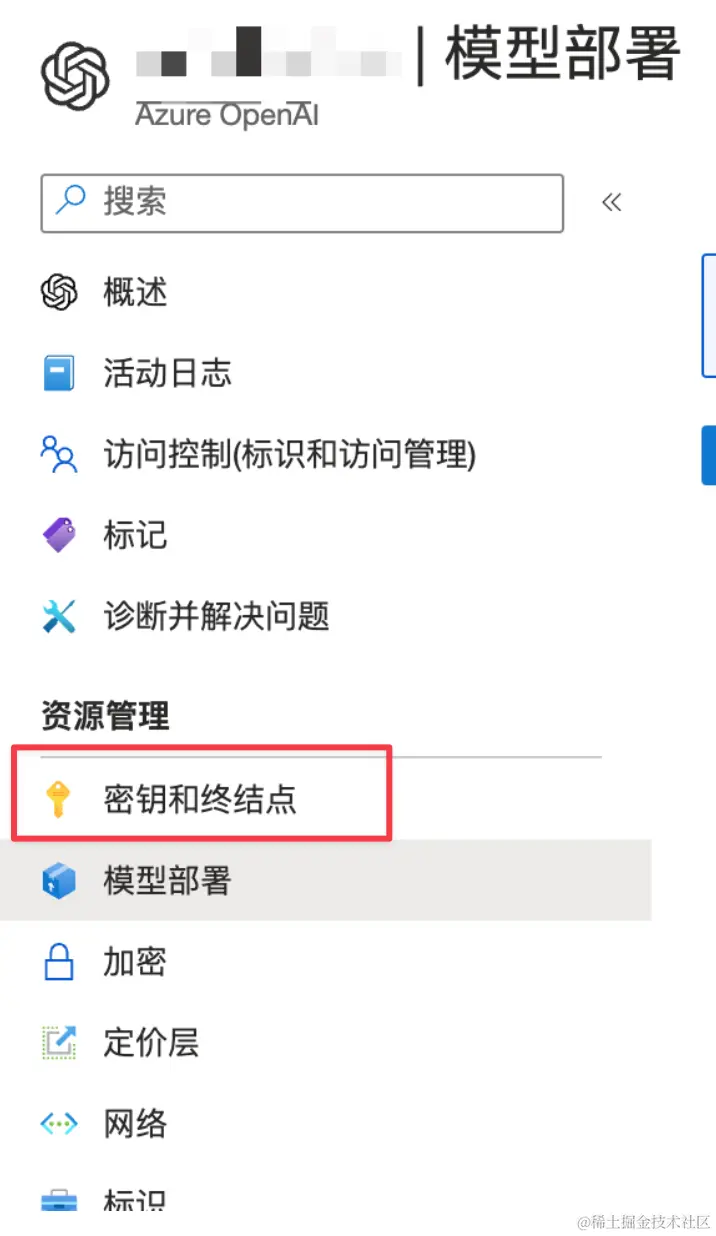 | 模型部署
Azure OpenAI
搜索
概述
活动日志
访问控制(标识和访问管理)
标记
诊断并解决问题
资源管理
密钥和终结点
模型部署
加密
定价层
网络
标识
@稀土掘金技术社区